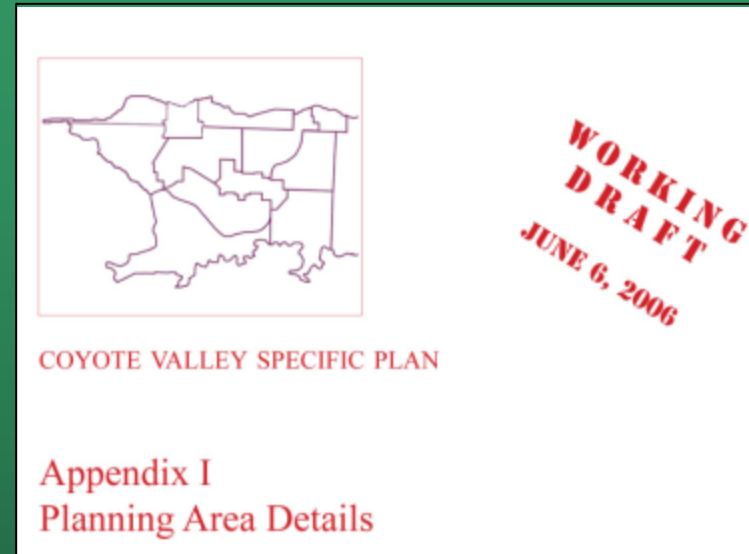 WORKING
DRAFT
JUNE 6, 2006
COYOTE VALLEY SPECIFIC PLAN
Appendix I
Planning Area Details